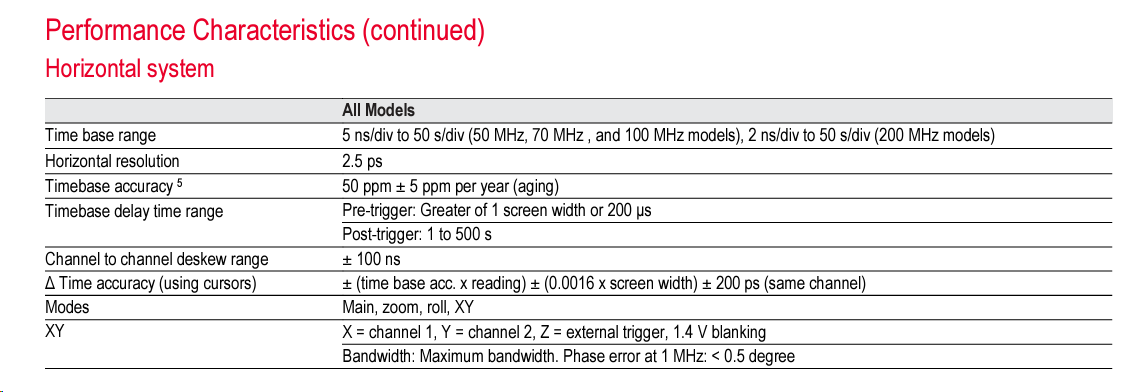 Performance Characteristics (continued)
Horizontal system
All Models
Time base range 5 ns/div to 50 s/div (50 MHz, 70 MHz , and 100 MHz models), 2 ns/div to 50 s/div (200 MHz models)
Horizontal resolution 2.5 ps
Timebase accuracy ⁵ 50 ppm ± 5 ppm per year (aging)
Timebase delay time range Pre-trigger: Greater of 1 screen width or 200 µs
Post-trigger: 1 to 500 s
Channel to channel deskew range ± 100 ns
Δ Time accuracy (using cursors) ± (time base acc. x reading) ± (0.0016 x screen width) ± 200 ps (same channel)
Modes Main, zoom, roll, XY
XY X = channel 1, Y = channel 2, Z = external trigger, 1.4 V blanking
Bandwidth: Maximum bandwidth. Phase error at 1 MHz: < 0.5 degree